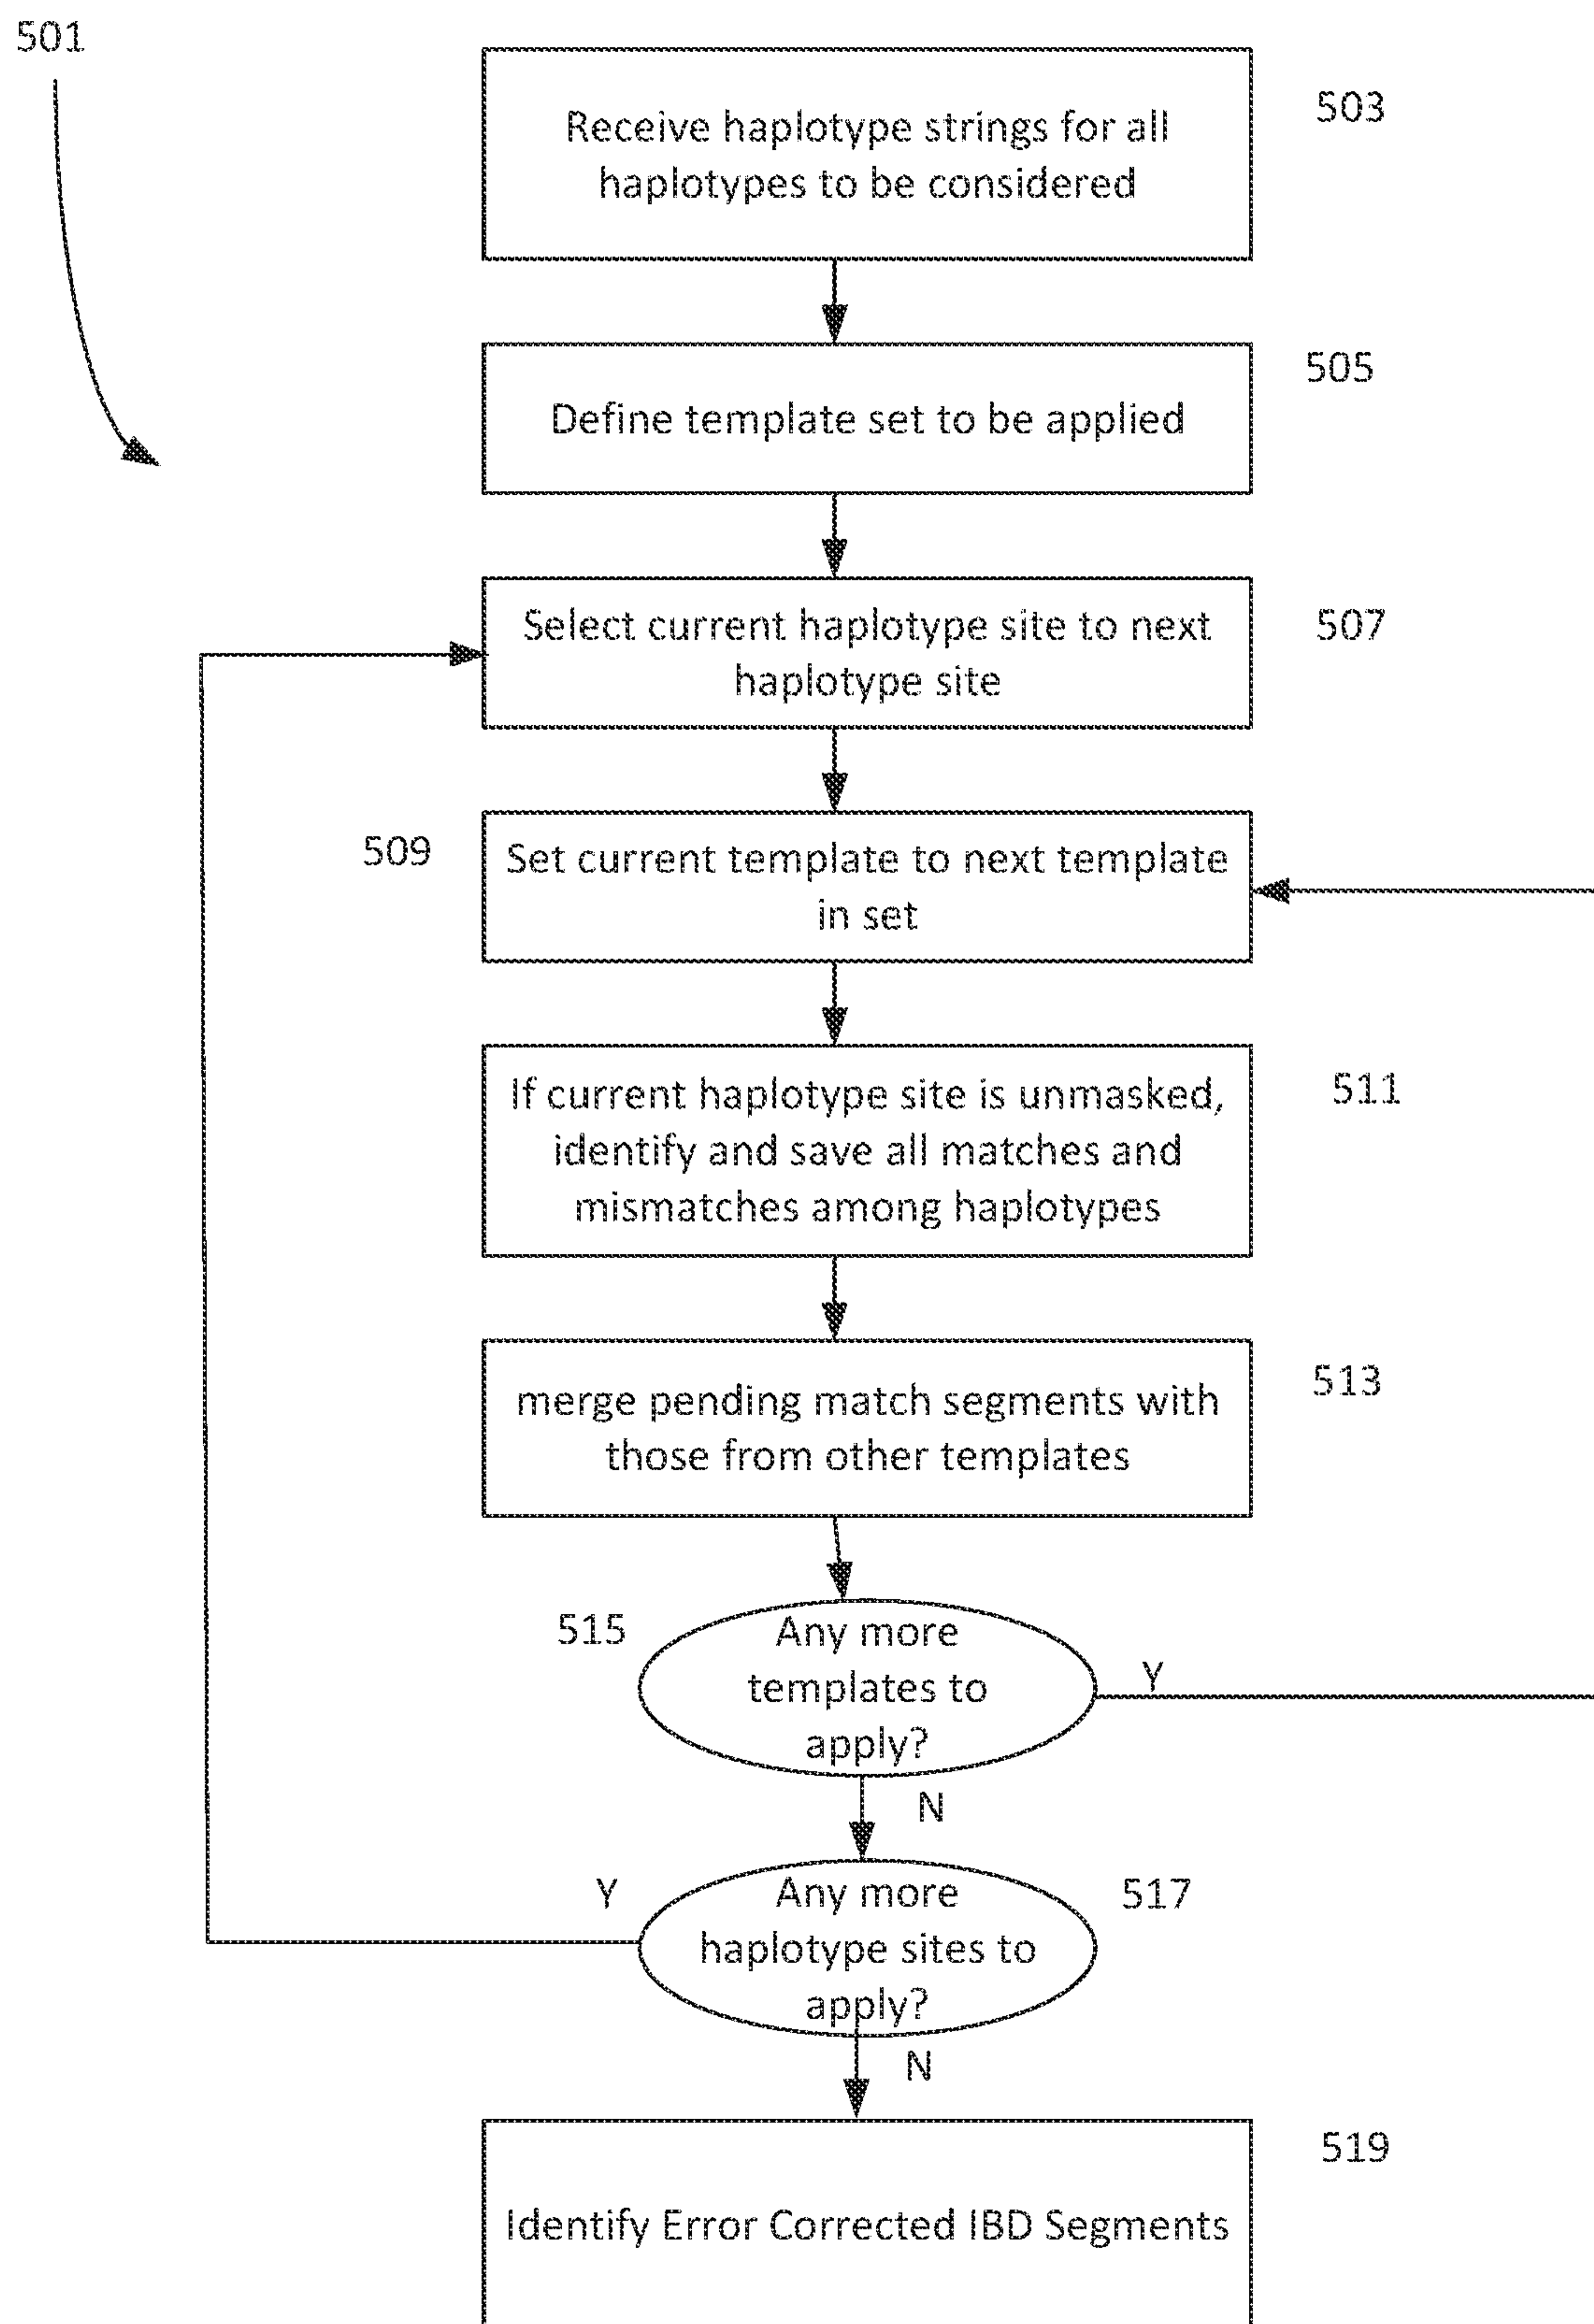 501
Receive haplotype strings for all
haplotypes to be considered
503
Define template set to be applied
505
Select current haplotype site to next
haplotype site
507
509
Set current template to next template
in set
If current haplotype site is unmasked,
identify and save all matches and
mismatches among haplotypes
511
merge pending match segments with
those from other templates
513
515
Any more
templates to
apply?
Y
N
Y
Any more
haplotype sites to
apply?
517
N
Identify Error Corrected IBD Segments
519